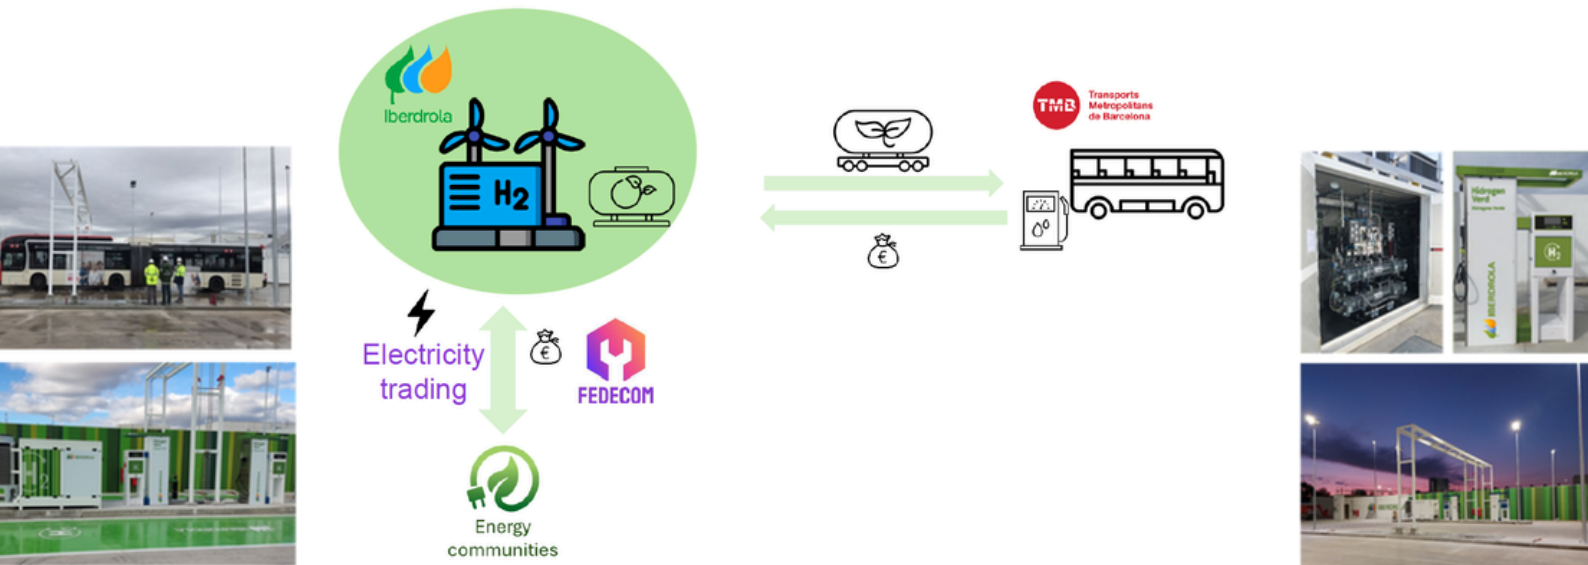 Iberdrola
H2
TMB
Transports
Metropolitans
de Barcelona
€
Electricity
trading
€
FEDECOM
Energy
communities
Hidrogen
Verd
IBERDROLA
H2